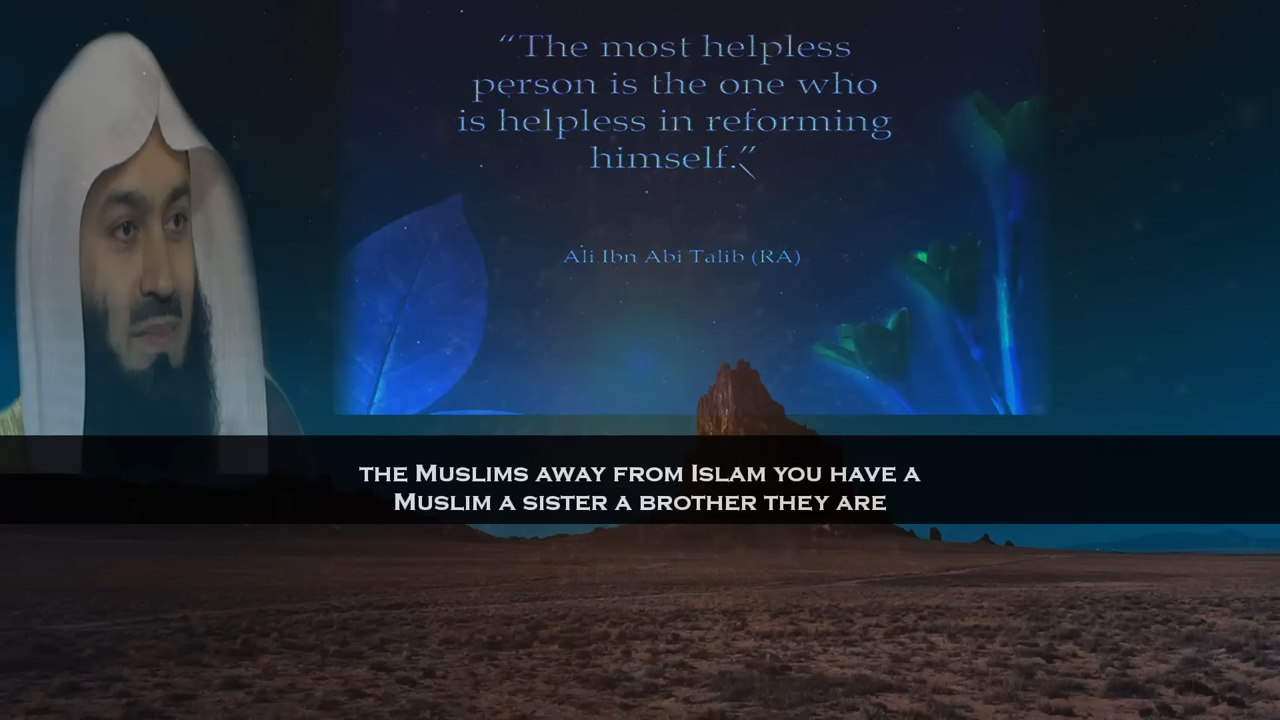 “The most helpless
person is the one who
is helpless in reforming
himself.”
Ali Ibn Abi Talib (RA)
the Muslims away from Islam you have a
Muslim a sister a brother they are